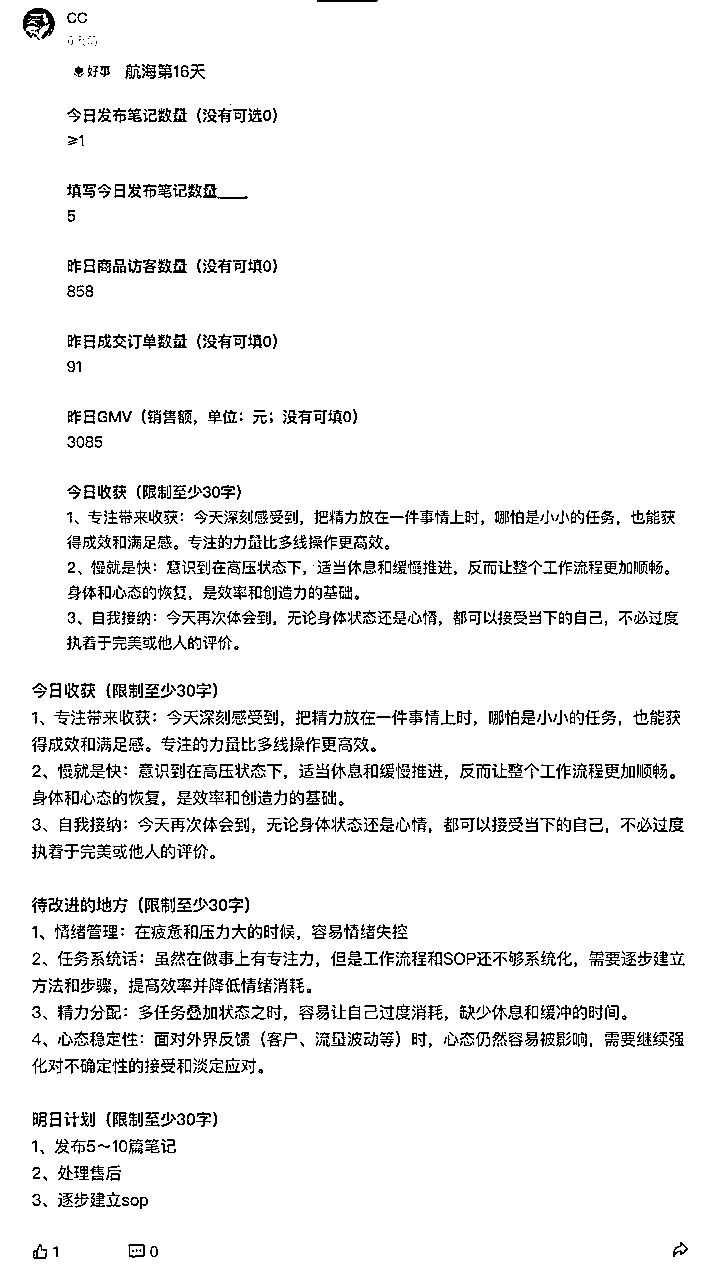 CC
好事 航海第16天
今日发布笔记数量（没有可选0）
≥1
填写今日发布笔记数量____
5
昨日商品访客数量（没有可填0）
858
昨日成交订单数量（没有可填0）
91
昨日GMV（销售额，单位：元；没有可填0）
3085
今日收获（限制至少30字）
1、专注带来收获：今天深刻感受到，把精力放在一件事情上时，哪怕是小小的任务，也能获
得成效和满足感。专注的力量比多线操作更高效。
2、慢就是快：意识到在高压状态下，适当休息和缓慢推进，反而让整个工作流程更加顺畅。
身体和心态的恢复，是效率和创造力的基础。
3、自我接纳：今天再次体会到，无论身体状态还是心情，都可以接受当下的自己，不必过度
执着于完美或他人的评价。
今日收获（限制至少30字）
1、专注带来收获：今天深刻感受到，把精力放在一件事情上时，哪怕是小小的任务，也能获
得成效和满足感。专注的力量比多线操作更高效。
2、慢就是快：意识到在高压状态下，适当休息和缓慢推进，反而让整个工作流程更加顺畅。
身体和心态的恢复，是效率和创造力的基础。
3、自我接纳：今天再次体会到，无论身体状态还是心情，都可以接受当下的自己，不必过度
执着于完美或他人的评价。
待改进的地方（限制至少30字）
1、情绪管理：在疲惫和压力大的时候，容易情绪失控
2、任务系统话：虽然在做事上有专注力，但是工作流程和SOP还不够系统化，需要逐步建立
方法和步骤，提高效率并降低情绪消耗。
3、精力分配：多任务叠加状态之时，容易让自己过度消耗，缺少休息和缓冲的时间。
4、心态稳定性：面对外界反馈（客户、流量波动等）时，心态仍然容易被影响，需要继续强
化对不确定性的接受和淡定应对。
明日计划（限制至少30字）
1、发布5～10篇笔记
2、处理售后
3、逐步建立sop
1 0